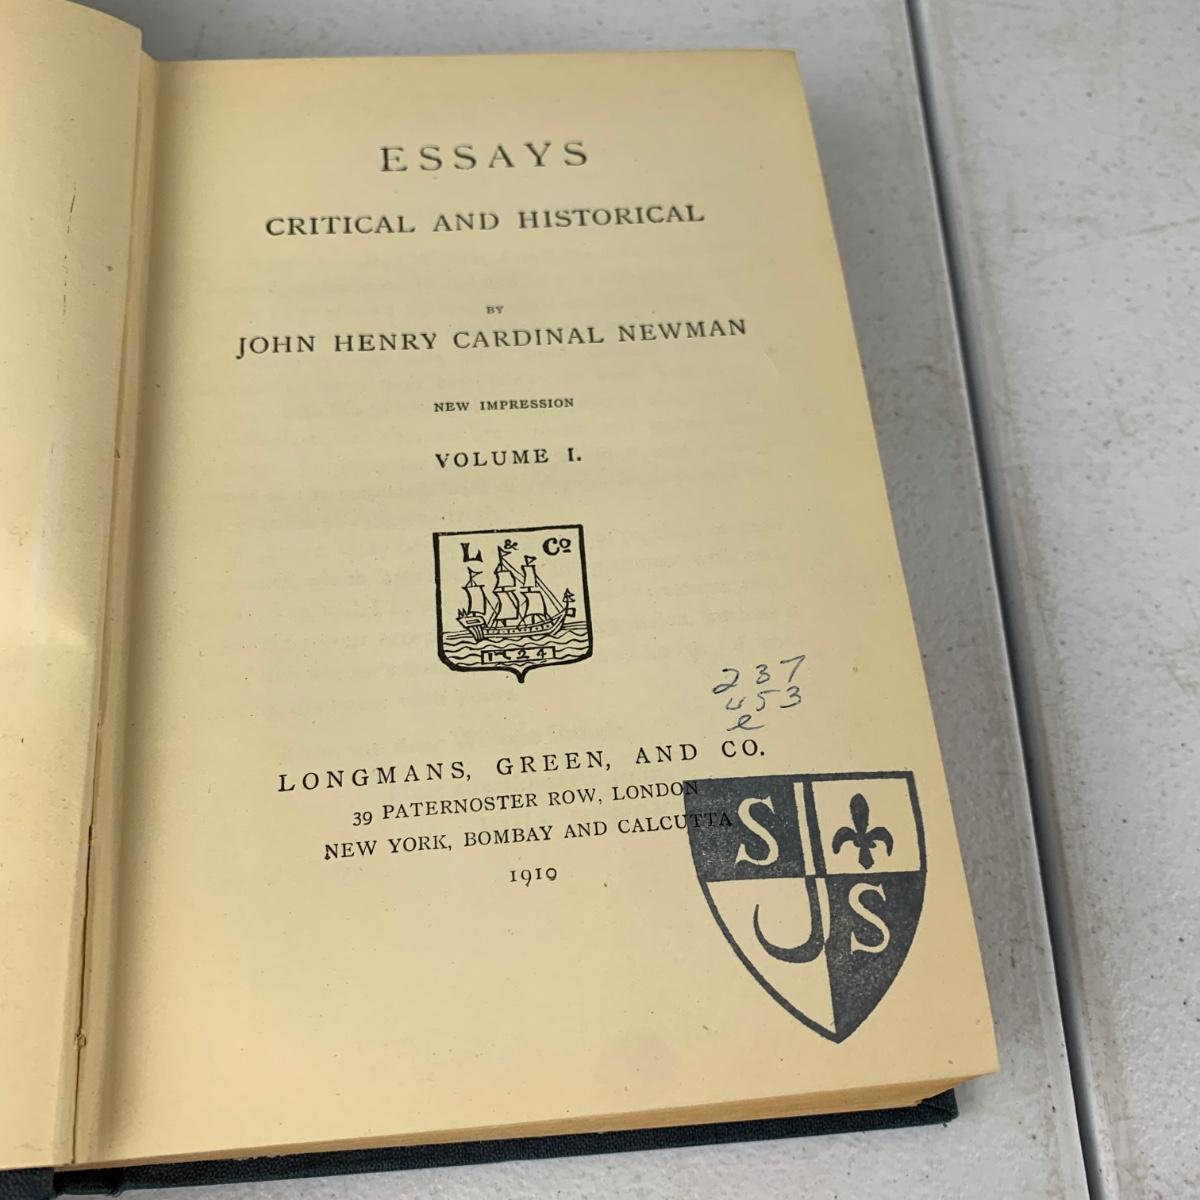 ESSAYS
CRITICAL AND HISTORICAL
BY
JOHN HENRY CARDINAL NEWMAN
NEW IMPRESSION
VOLUME I.
L & Co
1724
237
453
e
LONGMANS, GREEN, AND CO.
39 PATERNOSTER ROW, LONDON
NEW YORK, BOMBAY AND CALCUTTA
1910
S
J S